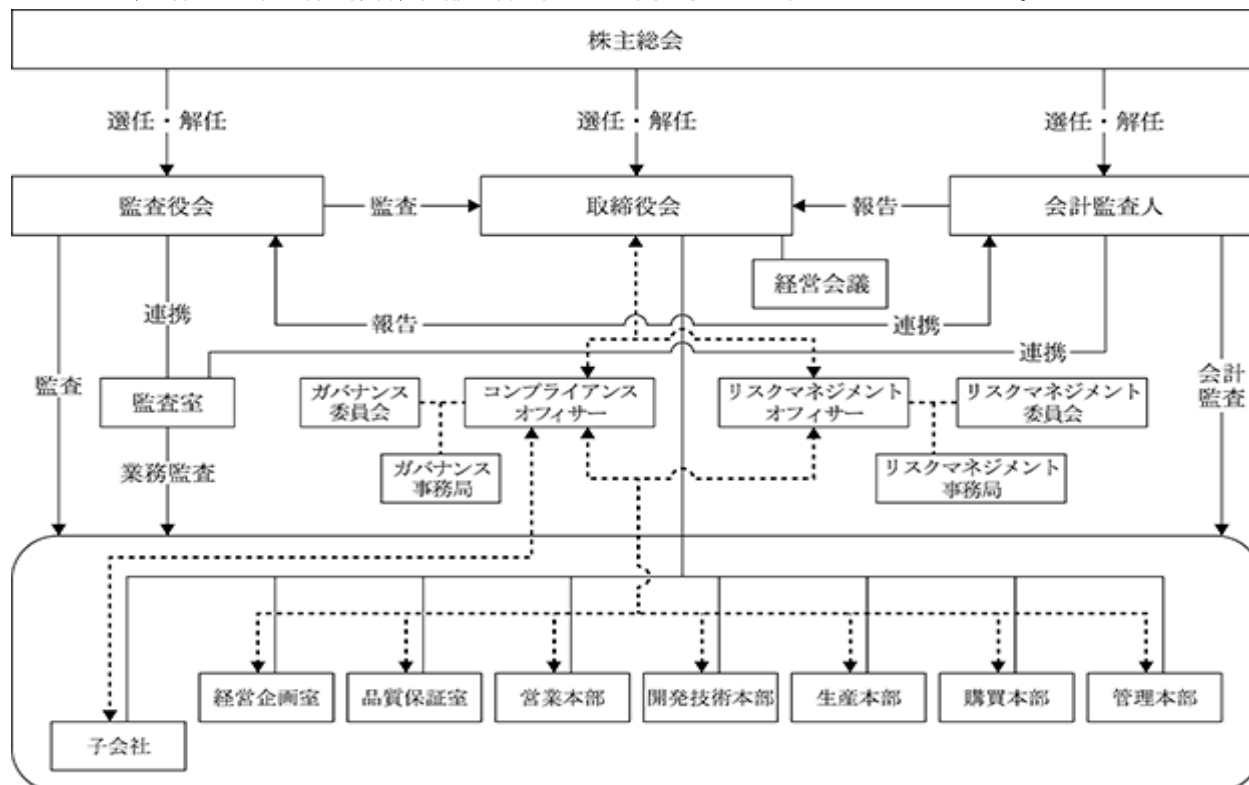 株主総会
選任・解任
選任・解任
選任・解任
監査役会
監査
取締役会
報告
会計監査人
経営会議
連携
報告
連携
連携
監査
監査室
ガバナンス
委員会
コンプライアンス
オフィサー
リスクマネジメント
オフィサー
リスクマネジメント
委員会
会計
監査
業務監査
ガバナンス
事務局
リスクマネジメント
事務局
経営企画室
品質保証室
営業本部
開発技術本部
生産本部
購買本部
管理本部
子会社